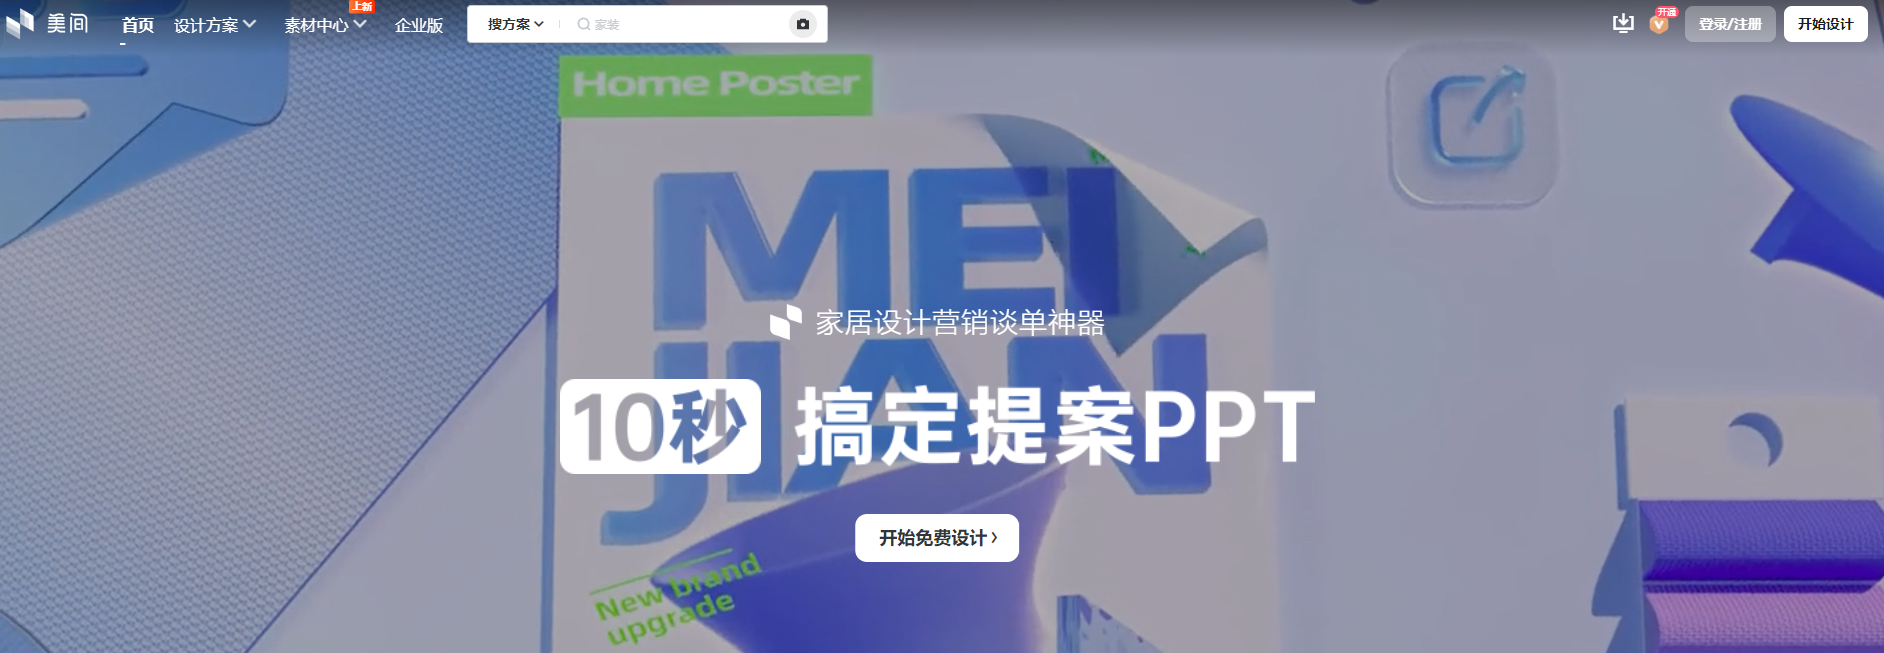 美间
首页
设计方案
素材中心
上新
企业版
搜方案
家装
开通
V
登录/注册
开始设计
Home Poster
MEI
JIAN
家居设计营销谈单神器
10秒 搞定提案PPT
开始免费设计 ›
New brand
upgrade